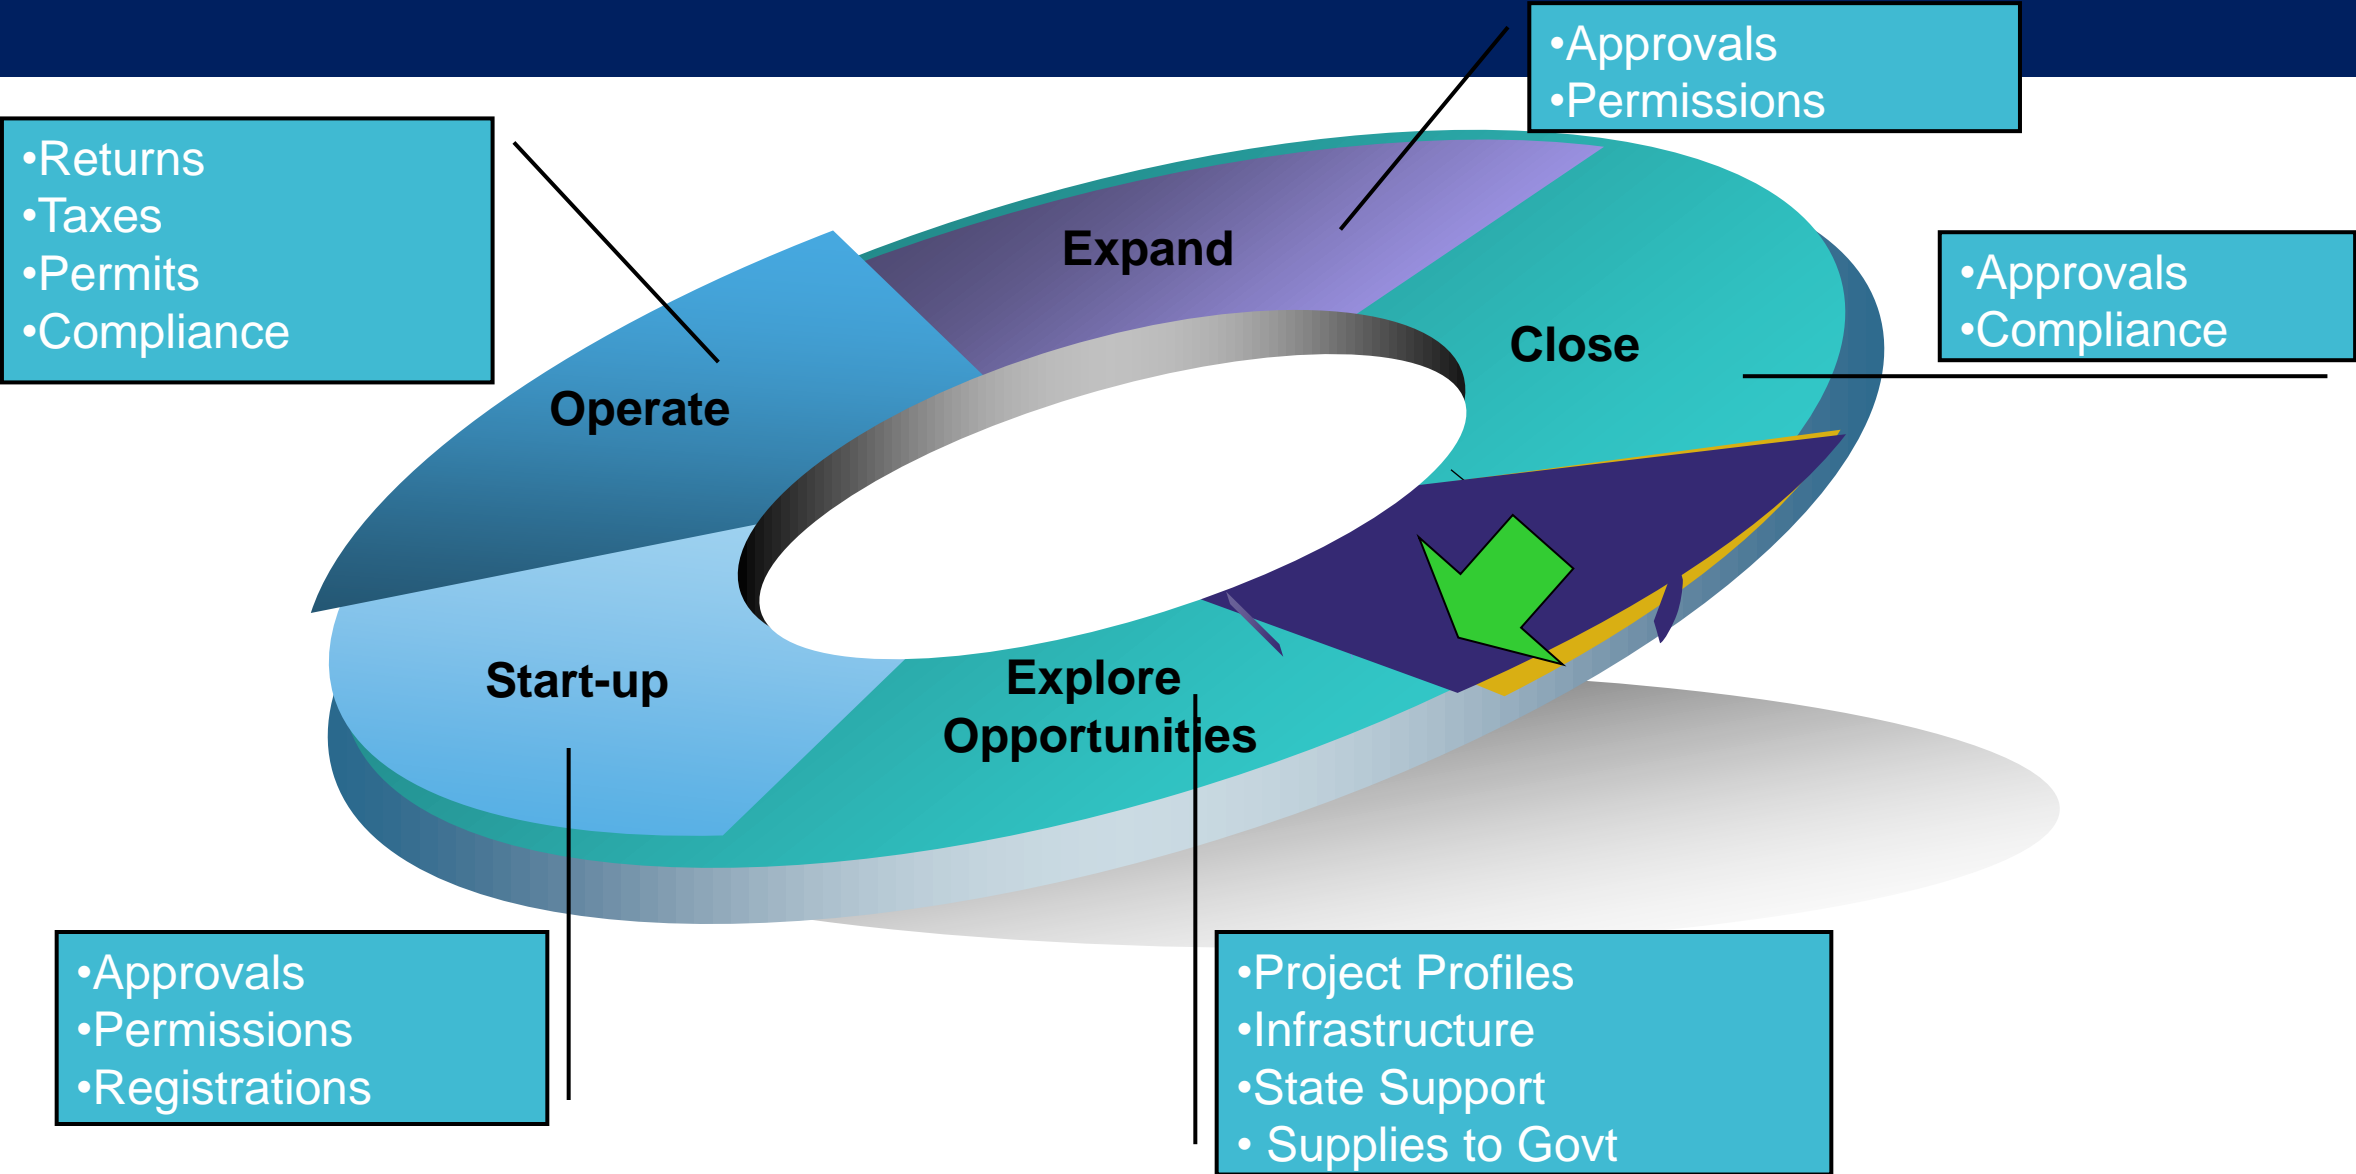 •Approvals
•Permissions
•Returns
•Taxes
•Permits
•Compliance
Expand
•Approvals
•Compliance
Close
Operate
Start-up
Explore
Opportunities
•Approvals
•Permissions
•Registrations
•Project Profiles
•Infrastructure
•State Support
• Supplies to Govt